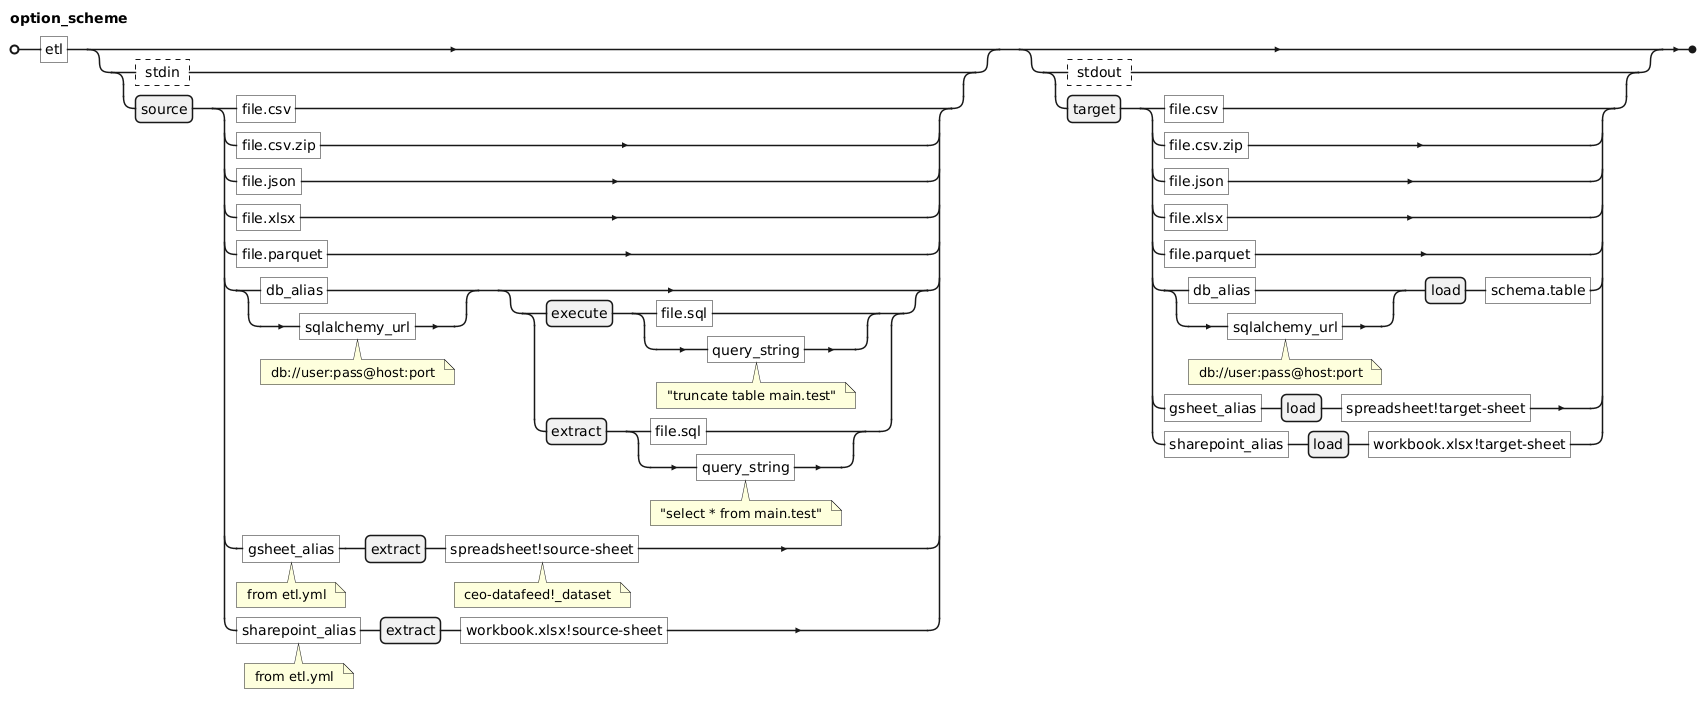 option_scheme
etl
stdin
source
file.csv
file.csv.zip
file.json
file.xlsx
file.parquet
db_alias
sqlalchemy_url
db://user:pass@host:port
execute
file.sql
query_string
"truncate table main.test"
extract
file.sql
query_string
"select * from main.test"
gsheet_alias
extract
spreadsheet!source-sheet
from etl.yml
ceo-datafeed!_dataset
sharepoint_alias
extract
workbook.xlsx!source-sheet
from etl.yml
stdout
target
file.csv
file.csv.zip
file.json
file.xlsx
file.parquet
db_alias
sqlalchemy_url
db://user:pass@host:port
load
schema.table
gsheet_alias
load
spreadsheet!target-sheet
sharepoint_alias
load
workbook.xlsx!target-sheet